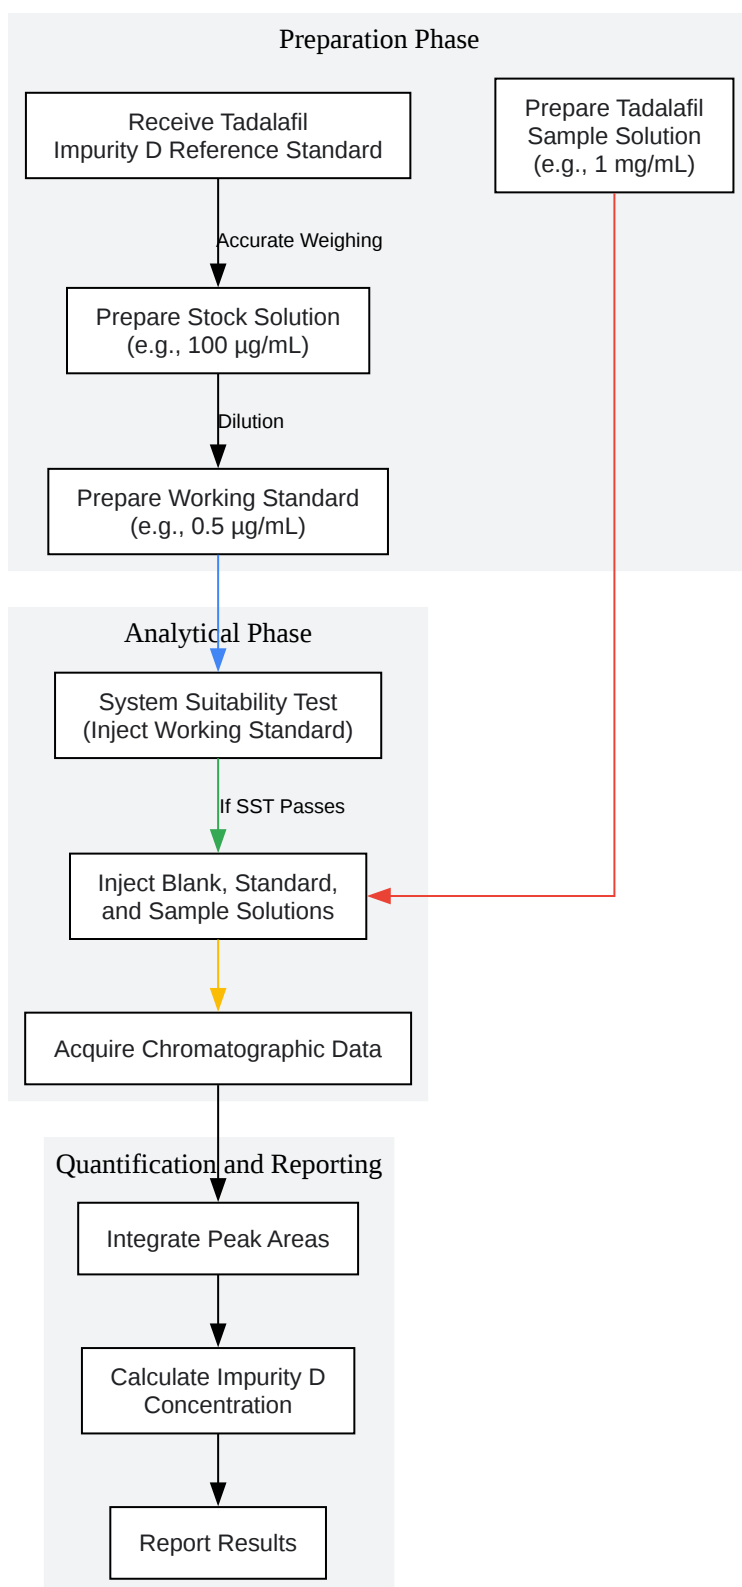 Preparation Phase
Receive Tadalafil
Impurity D Reference Standard
Prepare Tadalafil
Sample Solution
(e.g., 1 mg/mL)
Accurate Weighing
Prepare Stock Solution
(e.g., 100 µg/mL)
Dilution
Prepare Working Standard
(e.g., 0.5 µg/mL)
Analytical Phase
System Suitability Test
(Inject Working Standard)
If SST Passes
Inject Blank, Standard,
and Sample Solutions
Acquire Chromatographic Data
Quantification and Reporting
Integrate Peak Areas
Calculate Impurity D
Concentration
Report Results